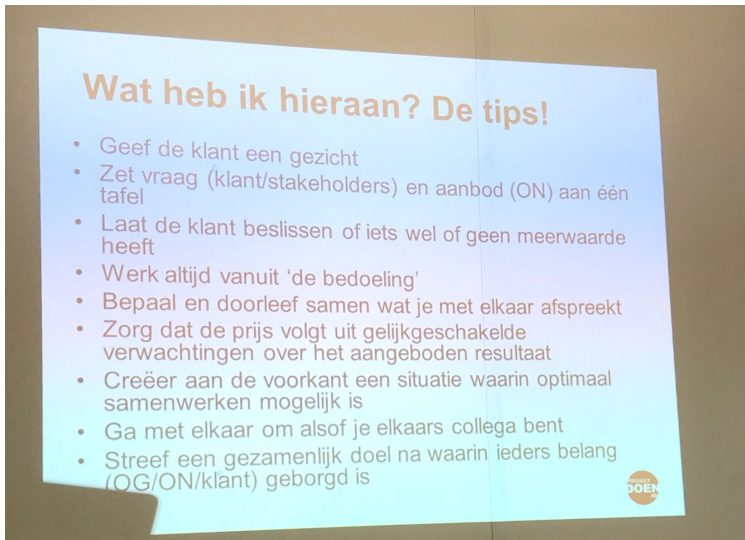 Wat heb ik hieraan? De tips!
• Geef de klant een gezicht
• Zet vraag (klant/stakeholders) en aanbod (ON) aan één
tafel
• Laat de klant beslissen of iets wel of geen meerwaarde
heeft
• Werk altijd vanuit ‘de bedoeling’
• Bepaal en doorleef samen wat je met elkaar afspreekt
• Zorg dat de prijs volgt uit gelijkgeschakelde
verwachtingen over het aangeboden resultaat
• Creëer aan de voorkant een situatie waarin optimaal
samenwerken mogelijk is
• Ga met elkaar om alsof je elkaars collega bent
• Streef een gezamenlijk doel na waarin ieders belang
(OG/ON/klant) geborgd is
PROJECT
DOEN